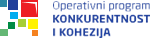 Operativni program
KONKURENTNOST
I KOHEZIJA